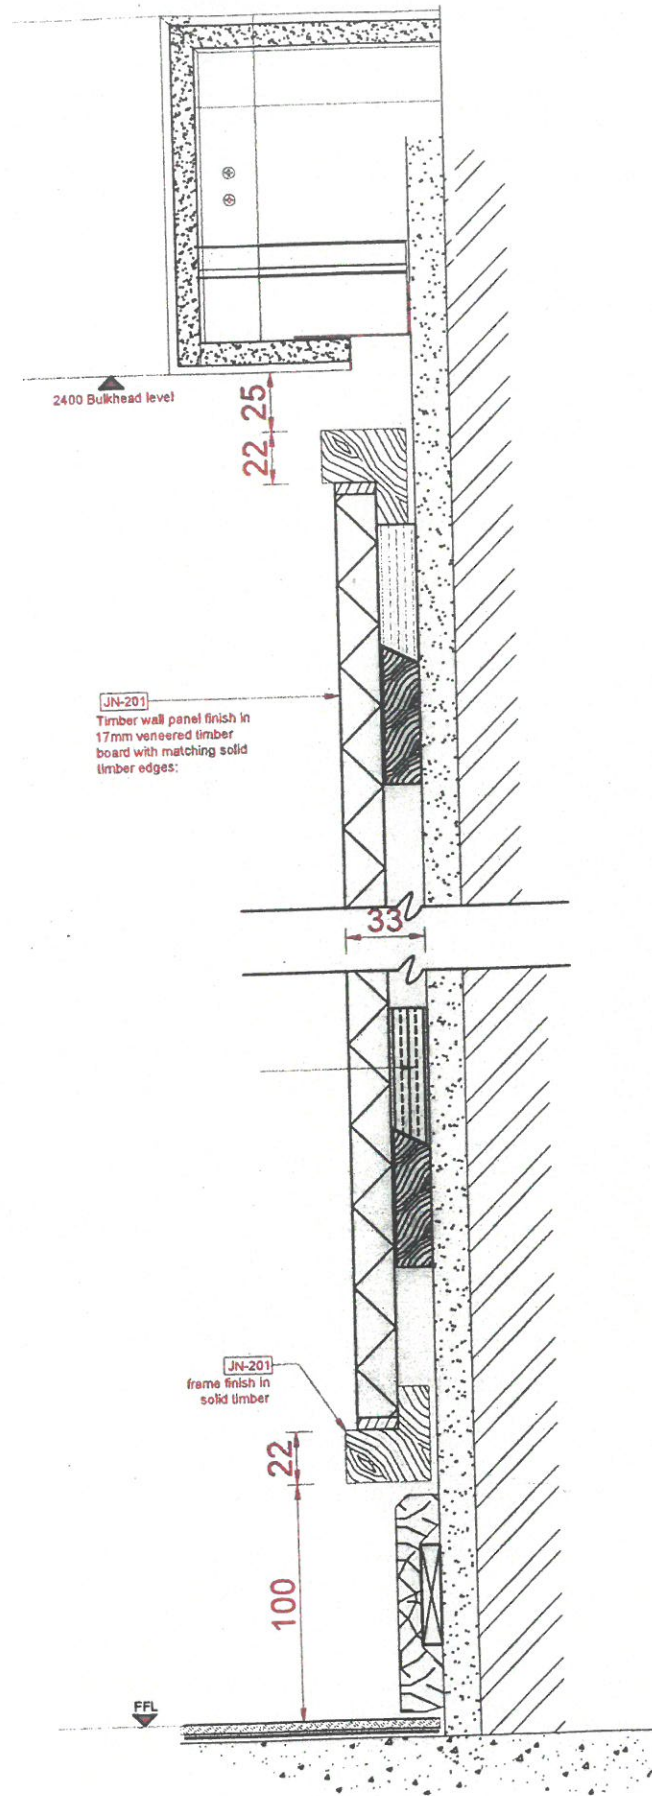 2400 Bulkhead level
25
22
JN-201
Timber wall panel finish in
17mm veneered timber
board with matching solid
timber edges;
33
JN-201
frame finish in
solid timber
22
100
FFL